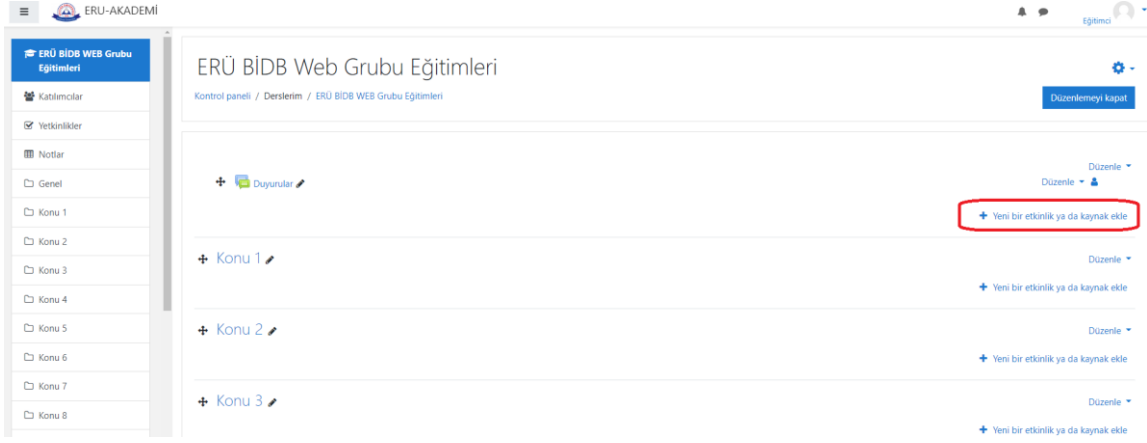 ERU-AKADEMİ
Eğitimci
ERÜ BİDB WEB Grubu
Eğitimleri
Katılımcılar
Yetkinlikler
Notlar
Genel
Konu 1
Konu 2
Konu 3
Konu 4
Konu 5
Konu 6
Konu 7
Konu 8
ERÜ BİDB Web Grubu Eğitimleri
Kontrol paneli / Derslerim / ERÜ BİDB WEB Grubu Eğitimleri
Düzenlemeyi kapat
Düzenle
Duyurular
Düzenle
Yeni bir etkinlik ya da kaynak ekle
Konu 1
Düzenle
Yeni bir etkinlik ya da kaynak ekle
Konu 2
Düzenle
Yeni bir etkinlik ya da kaynak ekle
Konu 3
Düzenle
Yeni bir etkinlik ya da kaynak ekle